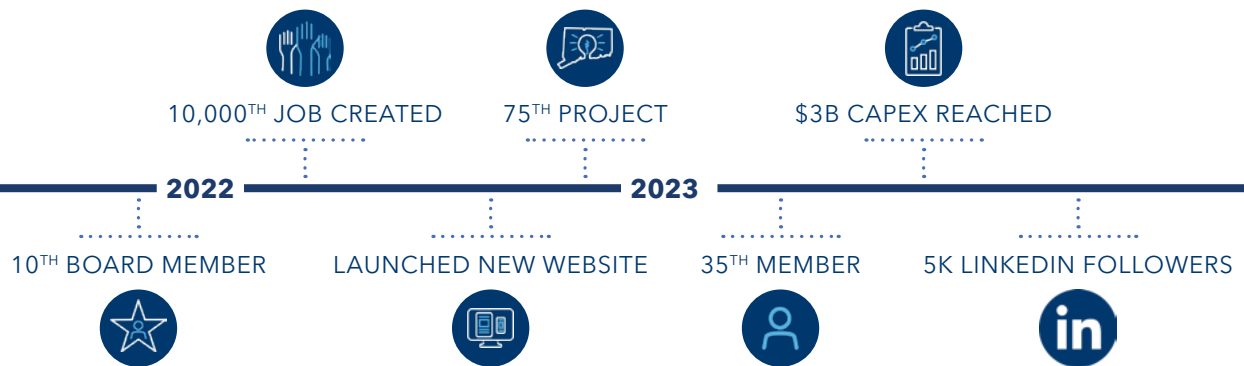 10,000TH JOB CREATED
75TH PROJECT
$3B CAPEX REACHED
2022
2023
10TH BOARD MEMBER
LAUNCHED NEW WEBSITE
35TH MEMBER
5K LINKEDIN FOLLOWERS
in